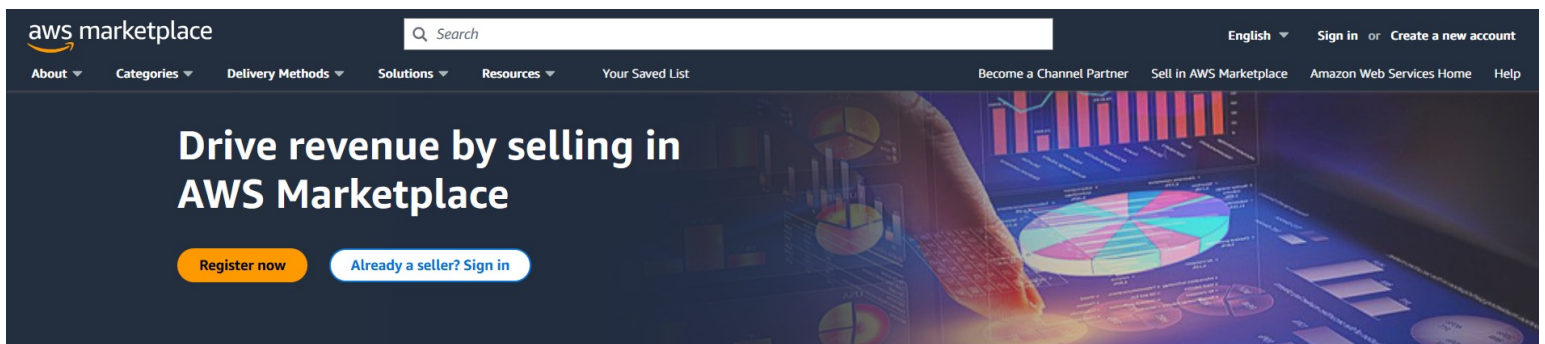 aws marketplace
Search
English
Sign in or Create a new account
About
Categories
Delivery Methods
Solutions
Resources
Your Saved List
Become a Channel Partner
Sell in AWS Marketplace
Amazon Web Services Home
Help
Drive revenue by selling in
AWS Marketplace
Register now
Already a seller? Sign in